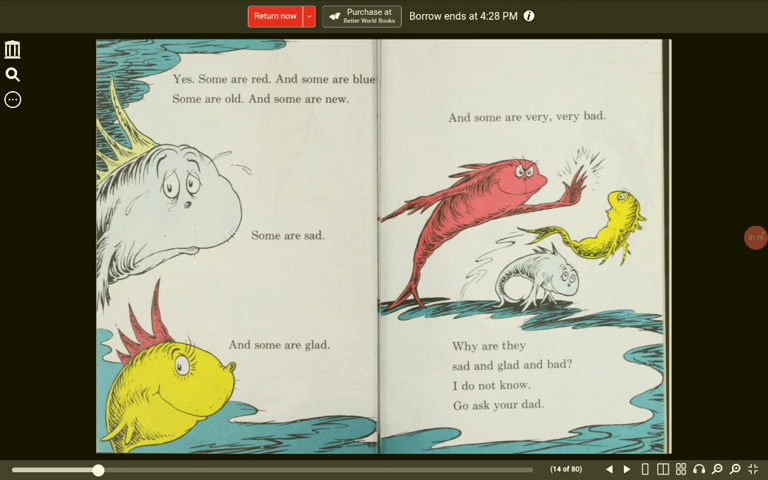 Return now
Purchase at
Better World Books
Borrow ends at 4:28 PM
Yes. Some are red. And some are blue
Some are old. And some are new.
Some are sad.
And some are glad.
And some are very, very bad.
Why are they
sad and glad and bad?
I do not know.
Go ask your dad.
(14 of 80)